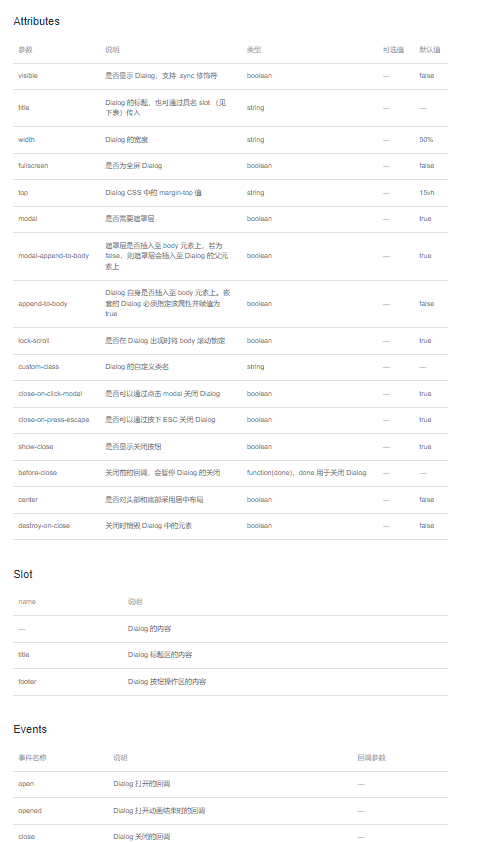 Attributes
参数 说明 类型 可选值 默认值
visible 是否显示 Dialog，支持 .sync 修饰符 boolean — false
title Dialog 的标题，也可通过具名 slot （见
下表）传入 string — —
width Dialog 的宽度 string — 50%
fullscreen 是否为全屏 Dialog boolean — false
top Dialog CSS 中的 margin-top 值 string — 15vh
modal 是否需要遮罩层 boolean — true
modal-append-to-body 遮罩层是否插入至 body 元素上，若为
false，则遮罩层会插入至 Dialog 的父元
素上 boolean — true
append-to-body Dialog 自身是否插入至 body 元素上。嵌
套的 Dialog 必须指定该属性并赋值为
true boolean — false
lock-scroll 是否在 Dialog 出现时将 body 滚动锁定 boolean — true
custom-class Dialog 的自定义类名 string — —
close-on-click-modal 是否可以通过点击 modal 关闭 Dialog boolean — true
close-on-press-escape 是否可以通过按下 ESC 关闭 Dialog boolean — true
show-close 是否显示关闭按钮 boolean — true
before-close 关闭前的回调，会暂停 Dialog 的关闭 function(done)，done 用于关闭 Dialog — —
center 是否对头部和底部采用居中布局 boolean — false
destroy-on-close 关闭时销毁 Dialog 中的元素 boolean — false
Slot
name 说明
— Dialog 的内容
title Dialog 标题区的内容
footer Dialog 按钮操作区的内容
Events
事件名称 说明 回调参数
open Dialog 打开的回调 —
opened Dialog 打开动画结束时的回调 —
close Dialog 关闭的回调 —